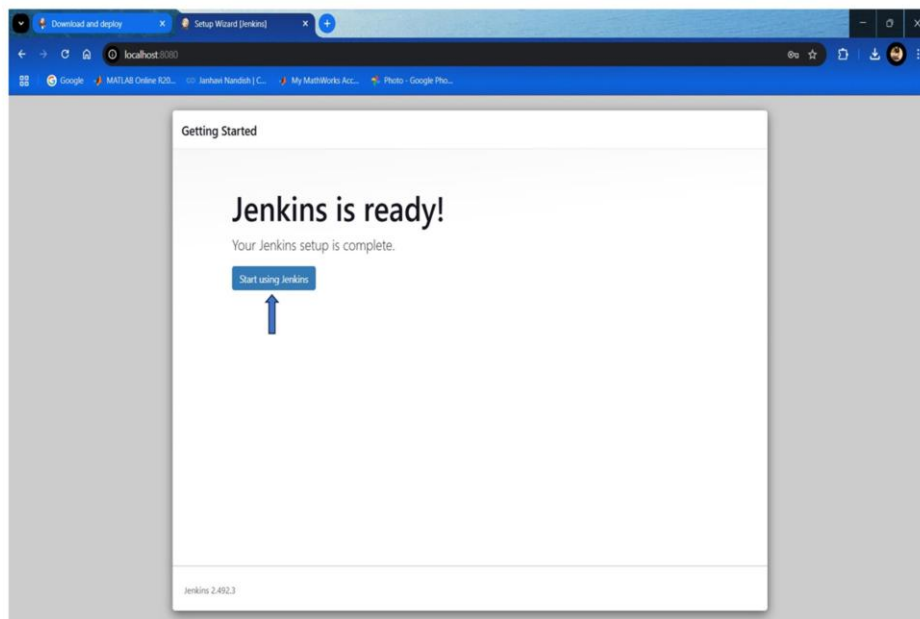 Download and deploy
Setup Wizard [Jenkins]
localhost:8080
Google
MATLAB Online R20...
Janhavi Nandish | C...
My MathWorks Acc...
Photo - Google Pho...
Getting Started
Jenkins is ready!
Your Jenkins setup is complete.
Start using Jenkins
Jenkins 2.492.3